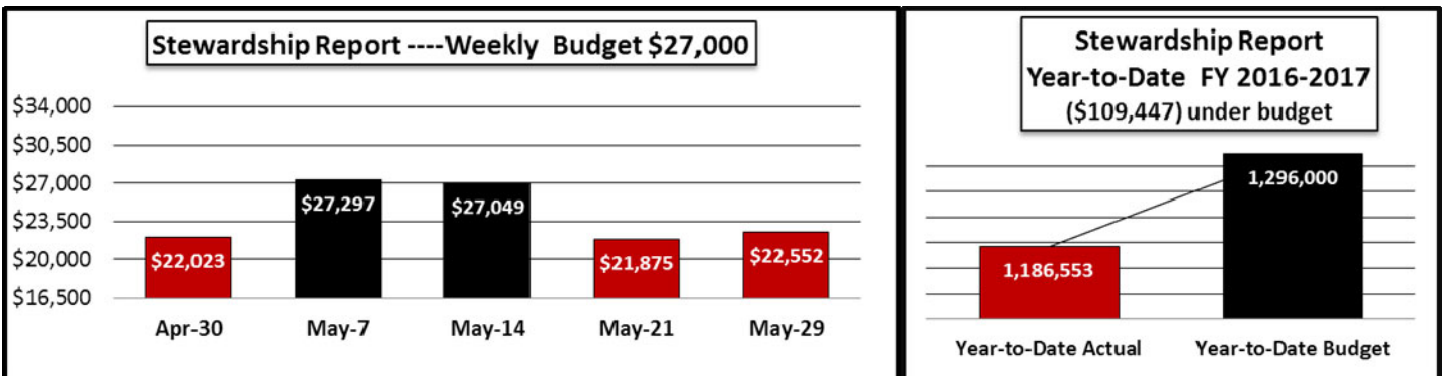 Stewardship Report ----Weekly Budget $27,000
$34,000
$30,500
$27,000
$23,500
$20,000
$16,500
$22,023
$27,297
$27,049
$21,875
$22,552
Apr-30 May-7 May-14 May-21 May-29
Stewardship Report
Year-to-Date FY 2016-2017
($109,447) under budget
1,186,553
1,296,000
Year-to-Date Actual Year-to-Date Budget